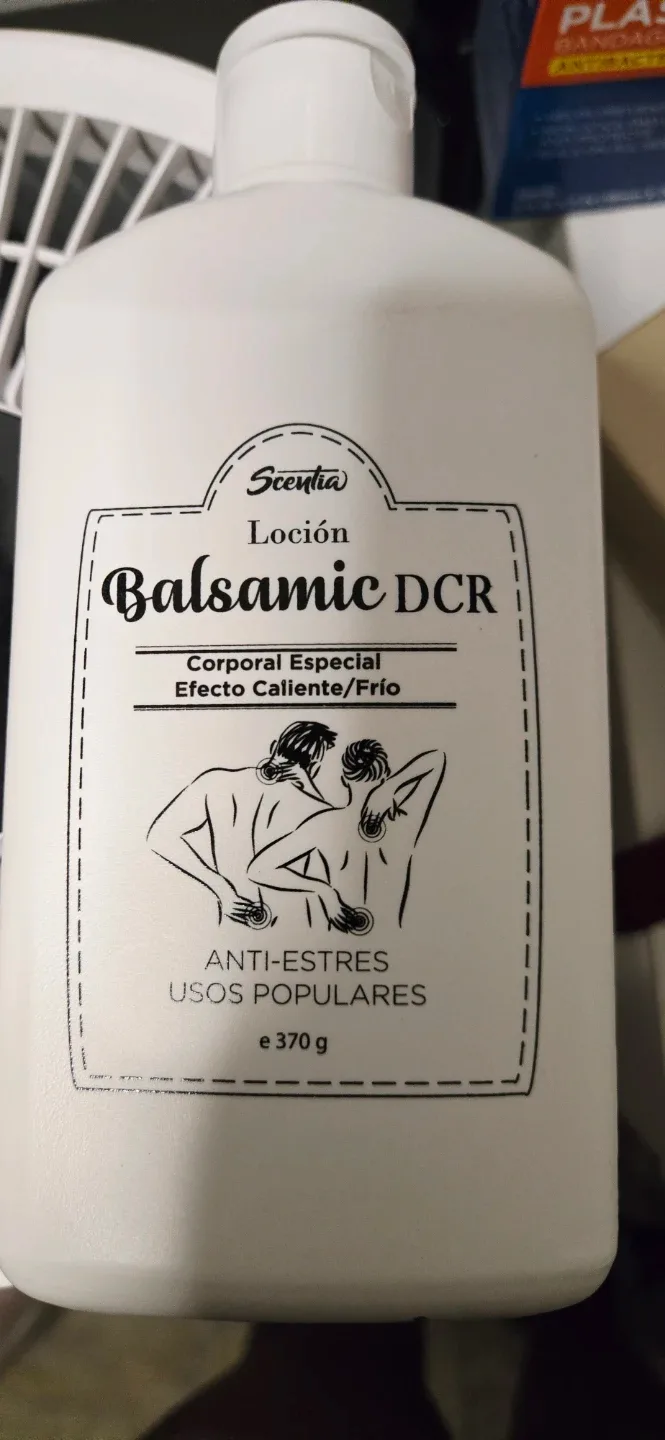 Scentia
Loción
Balsamic DCR
Corporal Especial
Efecto Caliente/Frío
ANTI-ESTRES
USOS POPULARES
e 370 g